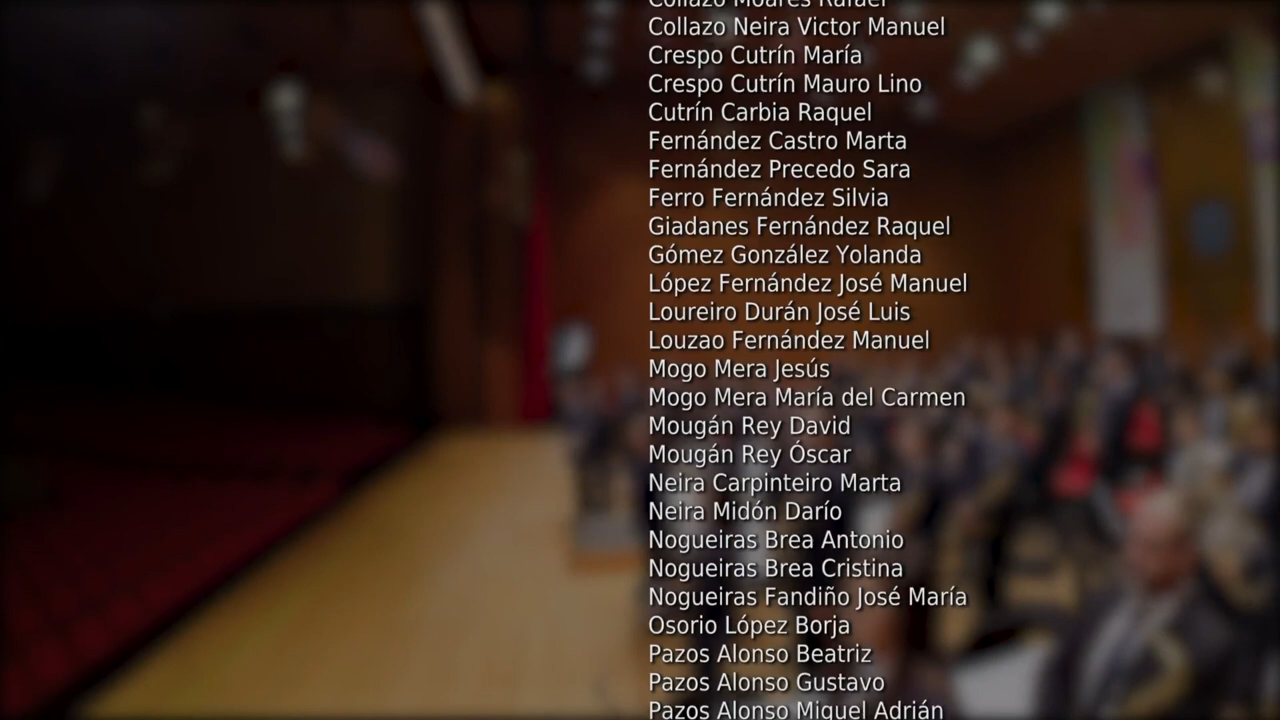 Collazo Moares Rafael
Collazo Neira Victor Manuel
Crespo Cutrín María
Crespo Cutrín Mauro Lino
Cutrín Carbia Raquel
Fernández Castro Marta
Fernández Precedo Sara
Ferro Fernández Silvia
Giadanes Fernández Raquel
Gómez González Yolanda
López Fernández José Manuel
Loureiro Durán José Luis
Louzao Fernández Manuel
Mogo Mera Jesús
Mogo Mera María del Carmen
Mougán Rey David
Mougán Rey Óscar
Neira Carpinteiro Marta
Neira Midón Darío
Nogueiras Brea Antonio
Nogueiras Brea Cristina
Nogueiras Fandiño José María
Osorio López Borja
Pazos Alonso Beatriz
Pazos Alonso Gustavo
Pazos Alonso Miguel Adrián